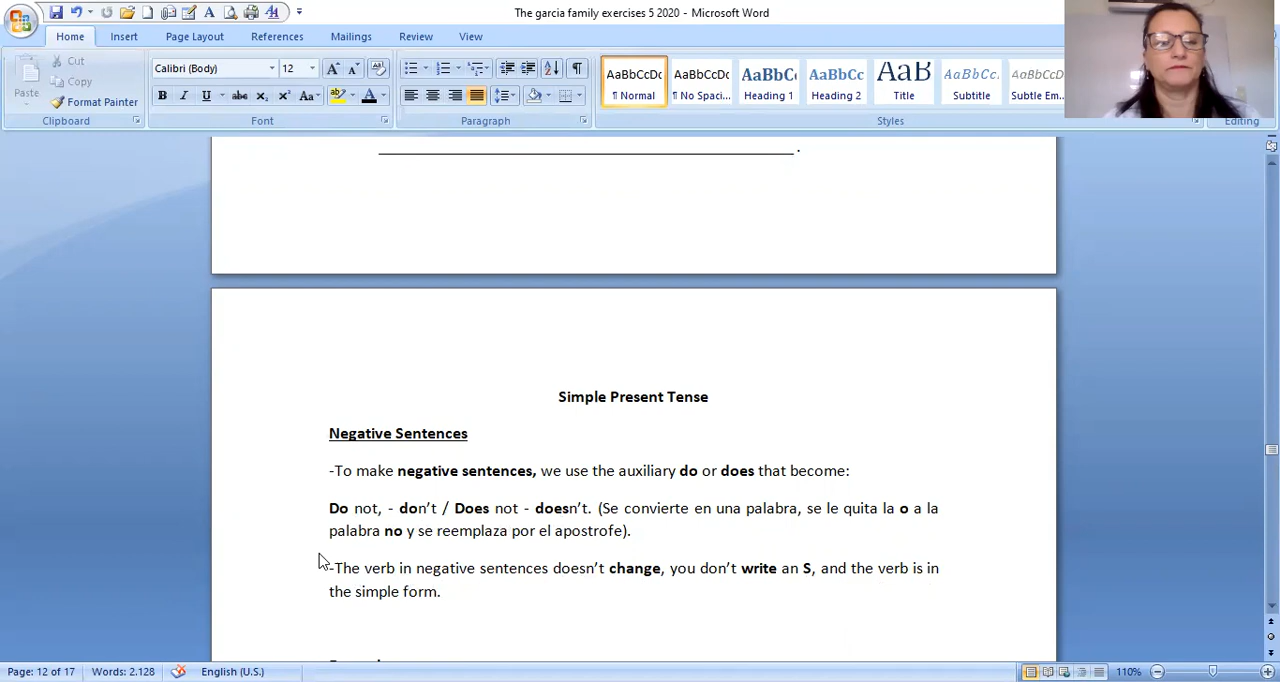 The garcia family exercises 5 2020 - Microsoft Word
Home Insert Page Layout References Mailings Review View
Cut
Copy
Paste
Format Painter
Calibri (Body) 12
AaBbCcDc AaBbCcDc AaBbC AaBbCc AaB AaBbCc. AaBbCcD
¶ Normal ¶ No Spaci... Heading 1 Heading 2 Title Subtitle Subtle Em...
Clipboard Font Paragraph Styles Editing
_______________________________________________.
Simple Present Tense
Negative Sentences
-To make negative sentences, we use the auxiliary do or does that become:
Do not, - don’t / Does not - doesn’t. (Se convierte en una palabra, se le quita la o a la
palabra no y se reemplaza por el apostrofe).
-The verb in negative sentences doesn’t change, you don’t write an S, and the verb is in
the simple form.
Page: 12 of 17 Words: 2.128 English (U.S.) 110%